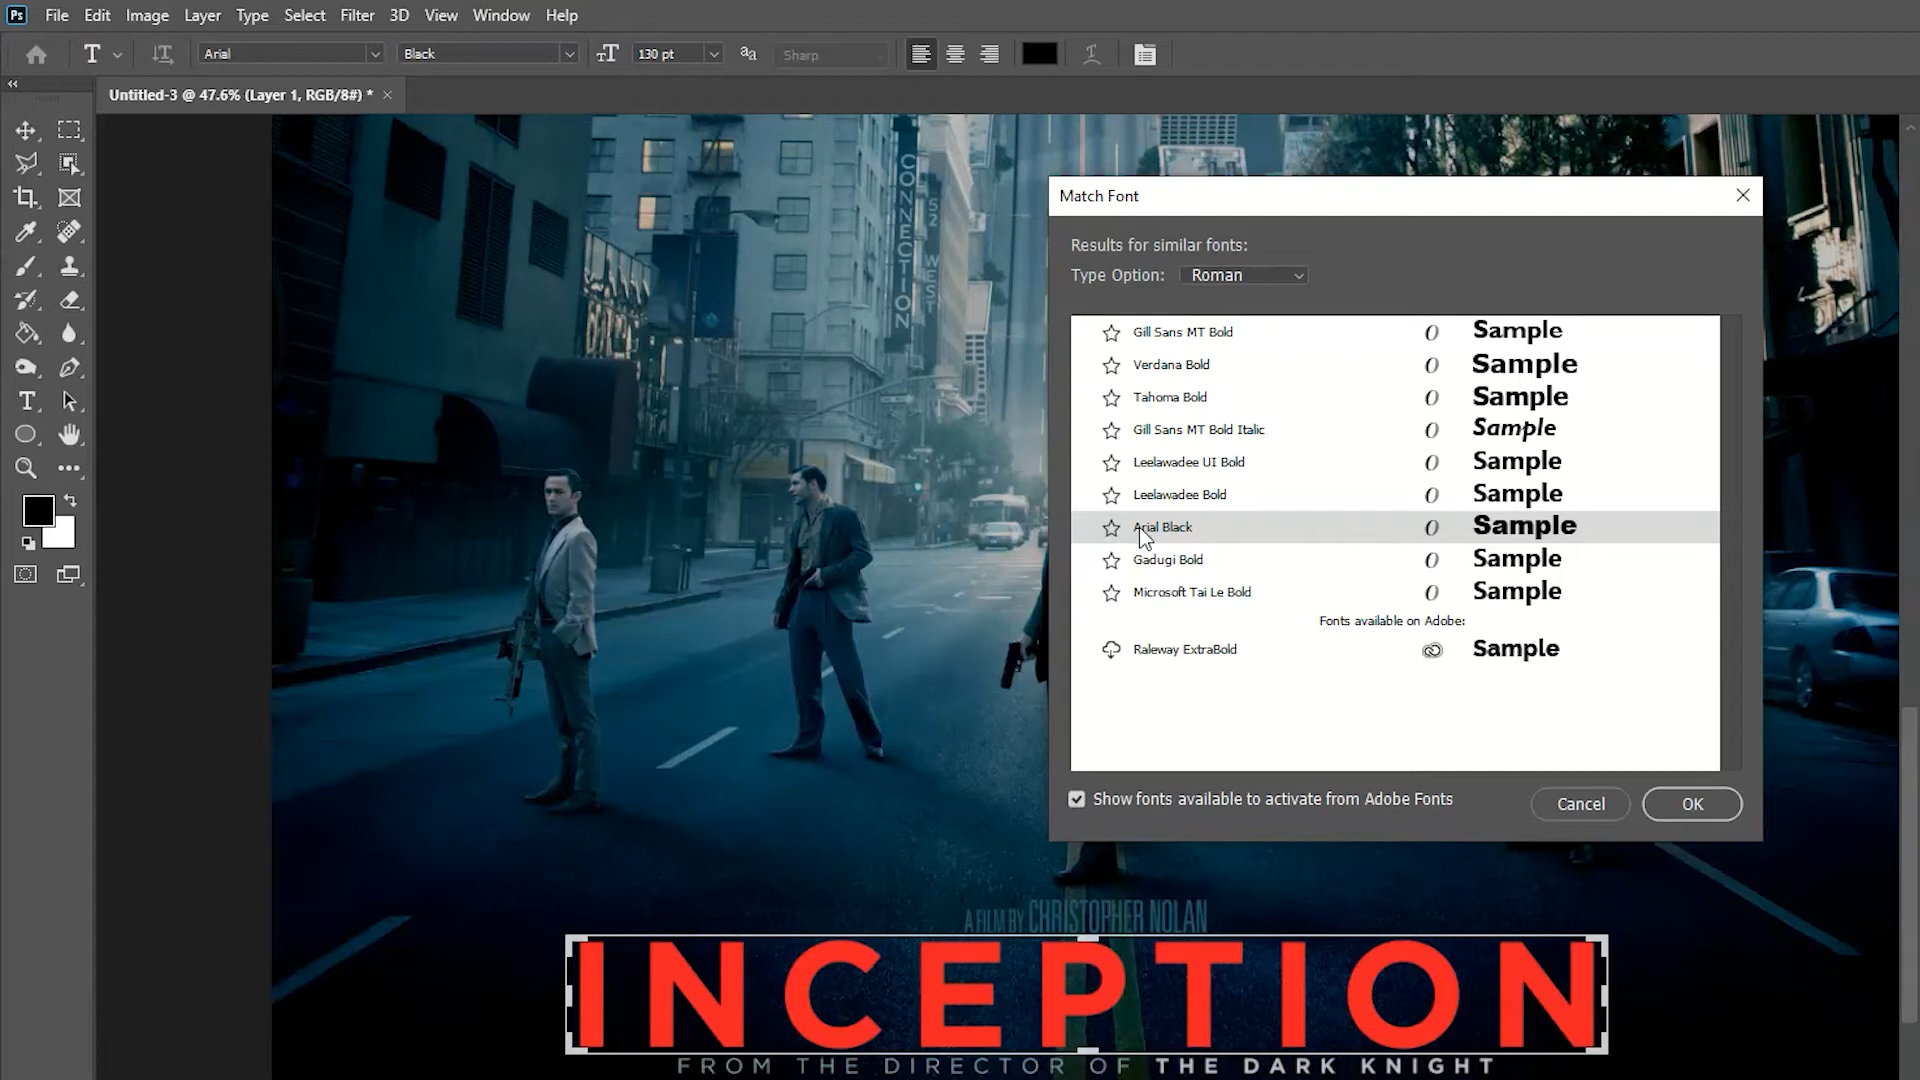 Ps File Edit Image Layer Type Select Filter 3D View Window Help
T Arial Black 130 pt aa Sharp
Untitled-3 @ 47.6% (Layer 1, RGB/8#) *
CONNECTION
52 WEST
Match Font
Results for similar fonts:
Type Option: Roman
Gill Sans MT Bold O Sample
Verdana Bold O Sample
Tahoma Bold O Sample
Gill Sans MT Bold Italic O Sample
Leelawadee UI Bold O Sample
Leelawadee Bold O Sample
Arial Black O Sample
Gadugi Bold O Sample
Microsoft Tai Le Bold O Sample
Fonts available on Adobe:
Raleway ExtraBold Sample
Show fonts available to activate from Adobe Fonts
Cancel OK
A FILM BY CHRISTOPHER NOLAN
INCEPTION
FROM THE DIRECTOR OF THE DARK KNIGHT